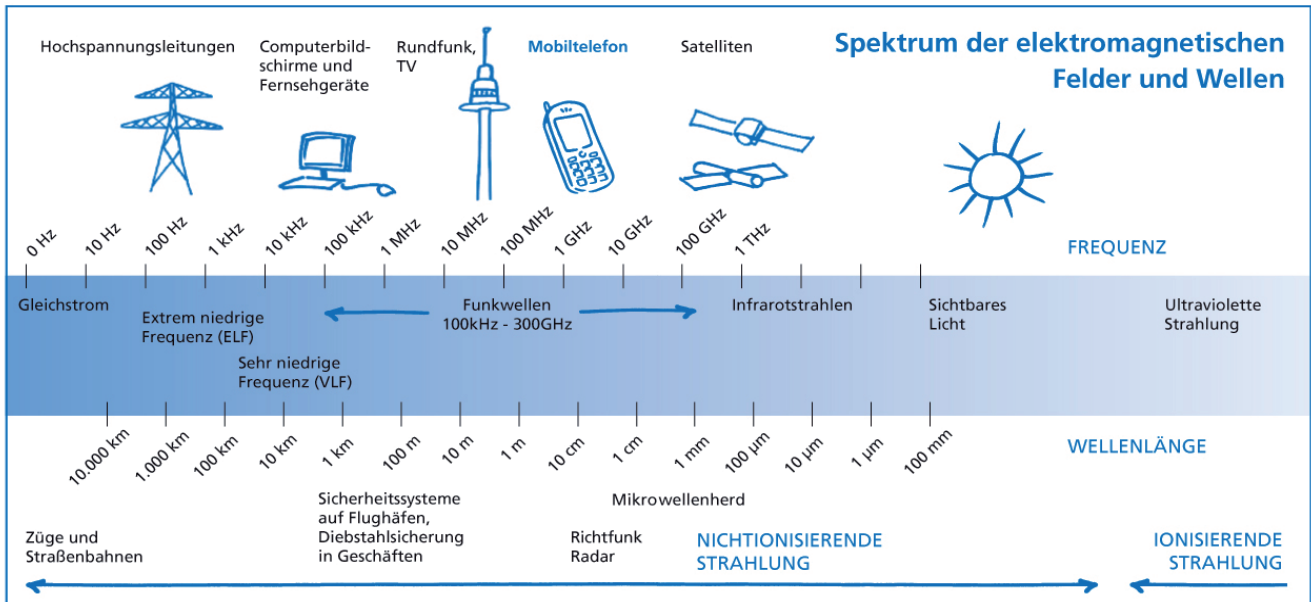 Hochspannungsleitungen
Computerbild-
schirme und
Fernsehgeräte
Rundfunk,
TV
Mobiltelefon
Satelliten
Spektrum der elektromagnetischen
Felder und Wellen
0 Hz
10 Hz
100 Hz
1 kHz
10 kHz
100 kHz
1 MHz
10 MHz
100 MHz
1 GHz
10 GHz
100 GHz
1 THz
FREQUENZ
Gleichstrom
Extrem niedrige
Frequenz (ELF)
Sehr niedrige
Frequenz (VLF)
Funkwellen
100kHz - 300GHz
Infrarotstrahlen
Sichtbares
Licht
Ultraviolette
Strahlung
10.000 km
1.000 km
100 km
10 km
1 km
100 m
10 m
1 m
10 cm
1 cm
1 mm
100 µm
10 µm
1 µm
100 mm
WELLENLÄNGE
Züge und
Straßenbahnen
Sicherheitssysteme
auf Flughäfen,
Diebstahlsicherung
in Geschäften
Mikrowellenherd
Richtfunk
Radar
NICHTIONISIERENDE
STRAHLUNG
IONISIERENDE
STRAHLUNG